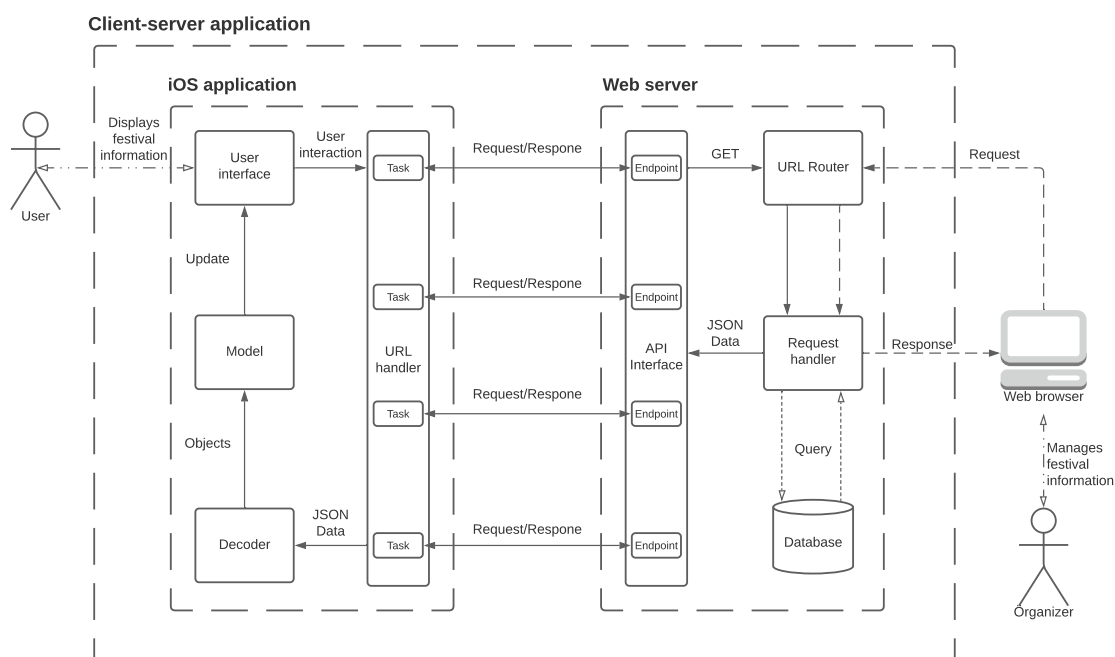 Client-server application
iOS application
Web server
Displays
festival
information
User
interface
User
interaction
Task
Request/Respone
Endpoint
GET
URL Router
Request
User
Update
Task
Request/Respone
Endpoint
Model
URL
handler
API
Interface
JSON
Data
Request
handler
Response
Web browser
Objects
Task
Request/Respone
Endpoint
Query
Manages
festival
information
Decoder
JSON
Data
Task
Request/Respone
Endpoint
Database
Organizer